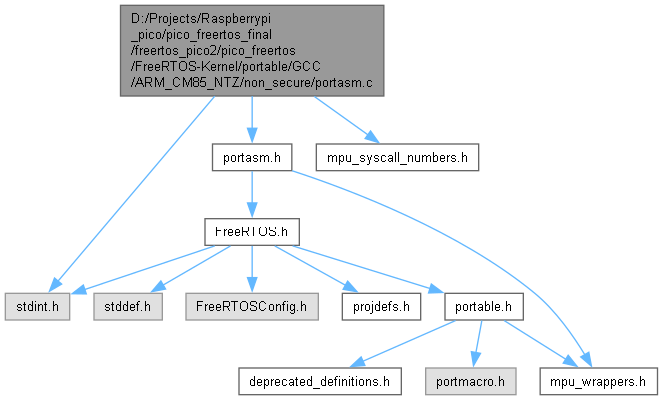 D:/Projects/Raspberrypi
_pico/pico_freertos_final
/freertos_pico2/pico_freertos
/FreeRTOS-Kernel/portable/GCC
/ARM_CM85_NTZ/non_secure/portasm.c
portasm.h
mpu_syscall_numbers.h
FreeRTOS.h
stdint.h
stddef.h
FreeRTOSConfig.h
projdefs.h
portable.h
deprecated_definitions.h
portmacro.h
mpu_wrappers.h